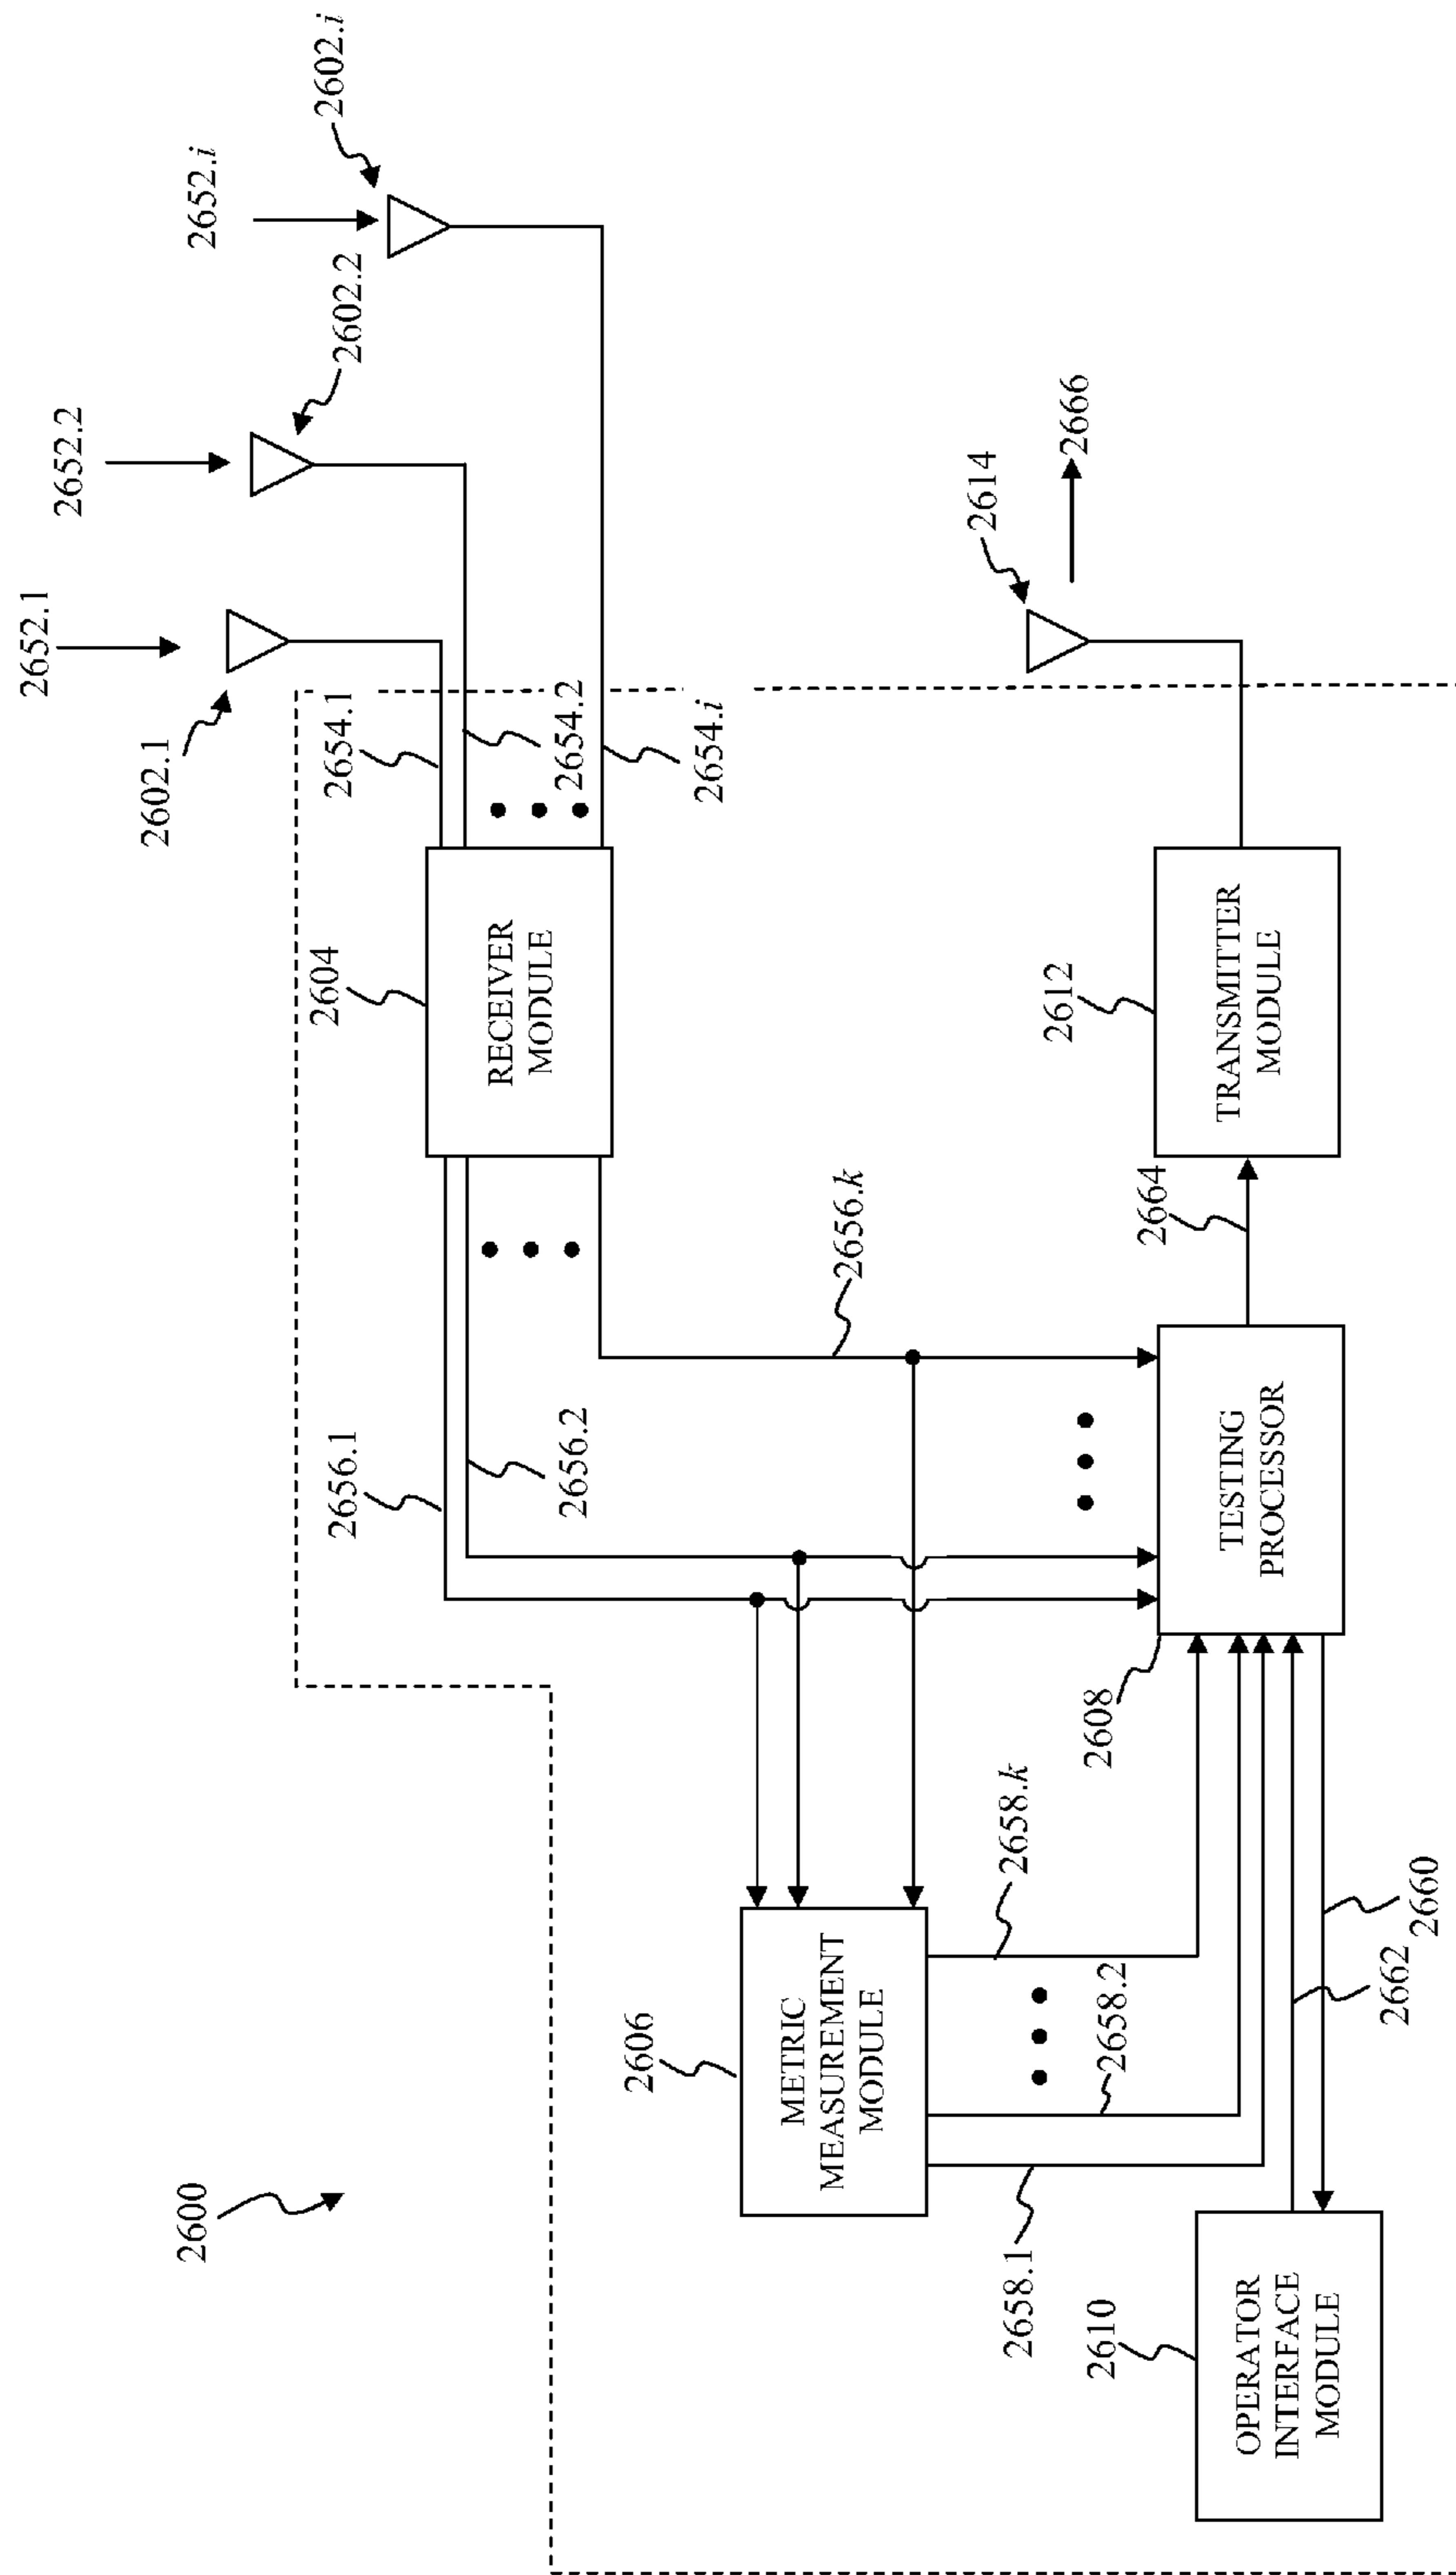 2600
2652.1
2652.2
2652.i
2602.1
2602.2
2602.i
2654.1
2654.2
2654.i
2604
RECEIVER
MODULE
2656.1
2656.2
2656.k
2606
METRIC
MEASUREMENT
MODULE
2658.1
2658.2
2658.k
2608
TESTING
PROCESSOR
2610
OPERATOR
INTERFACE
MODULE
2662
2660
2664
2612
TRANSMITTER
MODULE
2614
2666